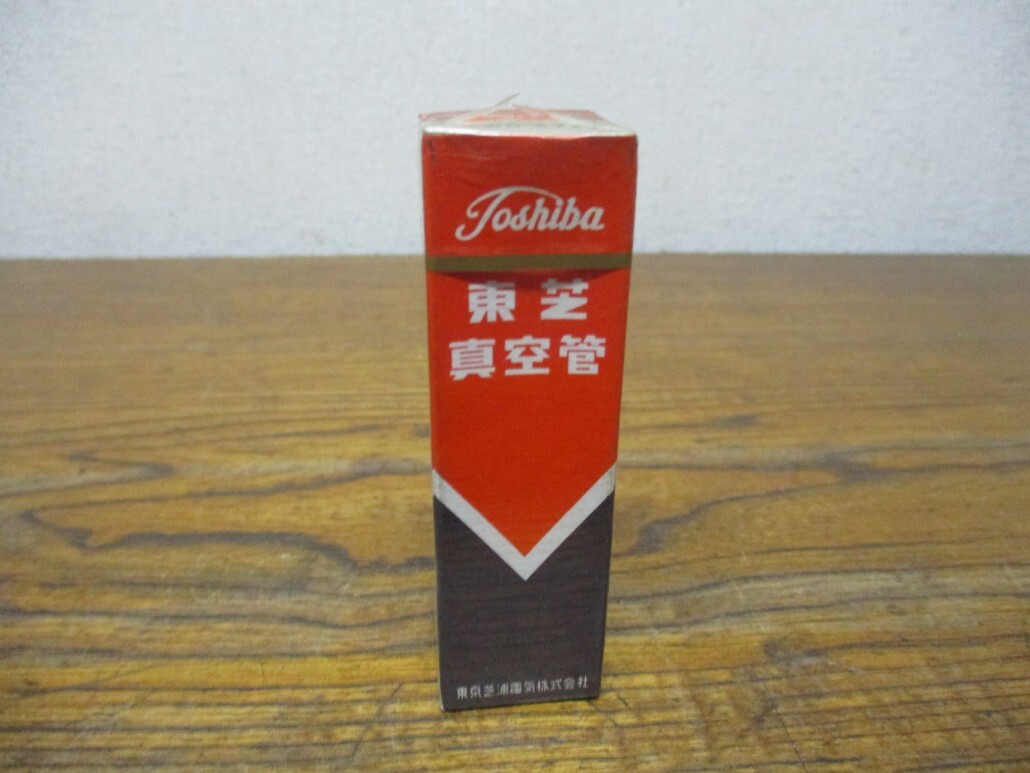 Toshiba
東芝
真空管
東京芝浦電気株式会社